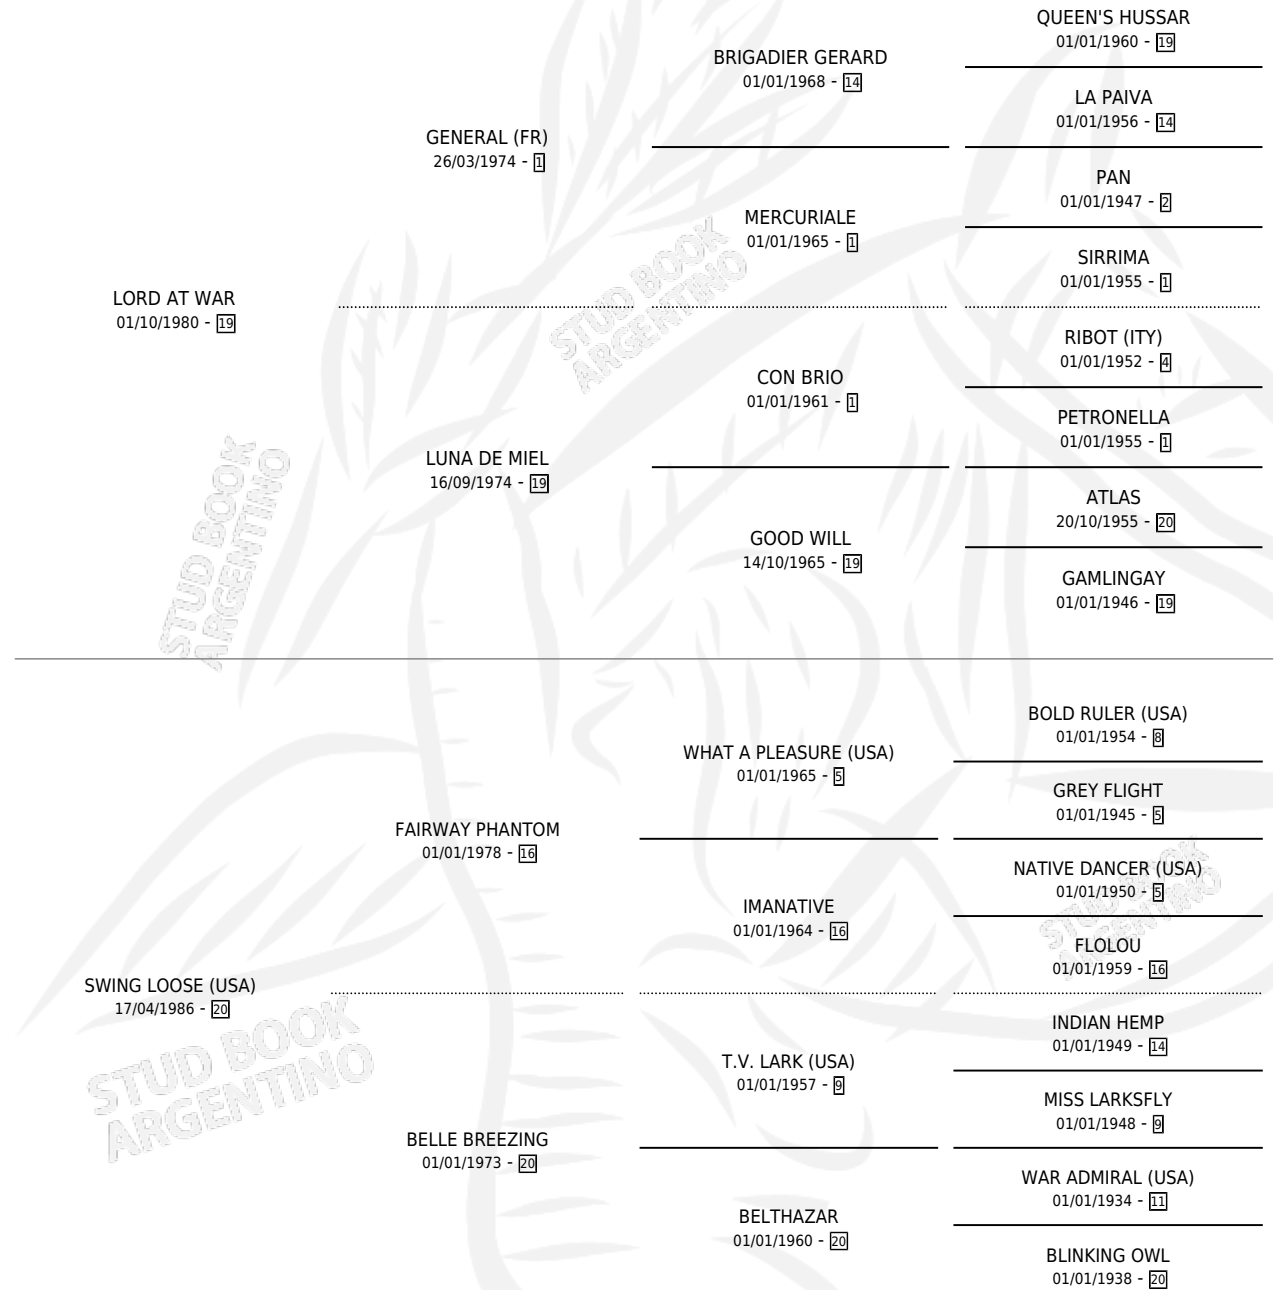 QUEEN'S HUSSAR
01/01/1960 - 19
BRIGADIER GERARD
01/01/1968 - 14
LA PAIVA
01/01/1956 - 14
GENERAL (FR)
26/03/1974 - 1
PAN
01/01/1947 - 2
MERCURIALE
01/01/1965 - 1
SIRRIMA
01/01/1955 - 1
LORD AT WAR
01/10/1980 - 19
STUD BOOK
ARGENTINO
RIBOT (ITY)
01/01/1952 - 4
CON BRIO
01/01/1961 - 1
PETRONELLA
01/01/1955 - 1
LUNA DE MIEL
16/09/1974 - 19
ATLAS
20/10/1955 - 20
GOOD WILL
14/10/1965 - 19
GAMLINGAY
01/01/1946 - 19
STUD BOOK
ARGENTINO
BOLD RULER (USA)
01/01/1954 - 8
WHAT A PLEASURE (USA)
01/01/1965 - 5
GREY FLIGHT
01/01/1945 - 5
FAIRWAY PHANTOM
01/01/1978 - 16
NATIVE DANCER (USA)
01/01/1950 - 5
STUD BOOK
ARGENTINO
IMANATIVE
01/01/1964 - 16
FLOLOU
01/01/1959 - 16
SWING LOOSE (USA)
17/04/1986 - 20
STUD BOOK
ARGENTINO
INDIAN HEMP
01/01/1949 - 14
T.V. LARK (USA)
01/01/1957 - 9
MISS LARKSFLY
01/01/1948 - 9
BELLE BREEZING
01/01/1973 - 20
WAR ADMIRAL (USA)
01/01/1934 - 11
BELTHAZAR
01/01/1960 - 20
BLINKING OWL
01/01/1938 - 20